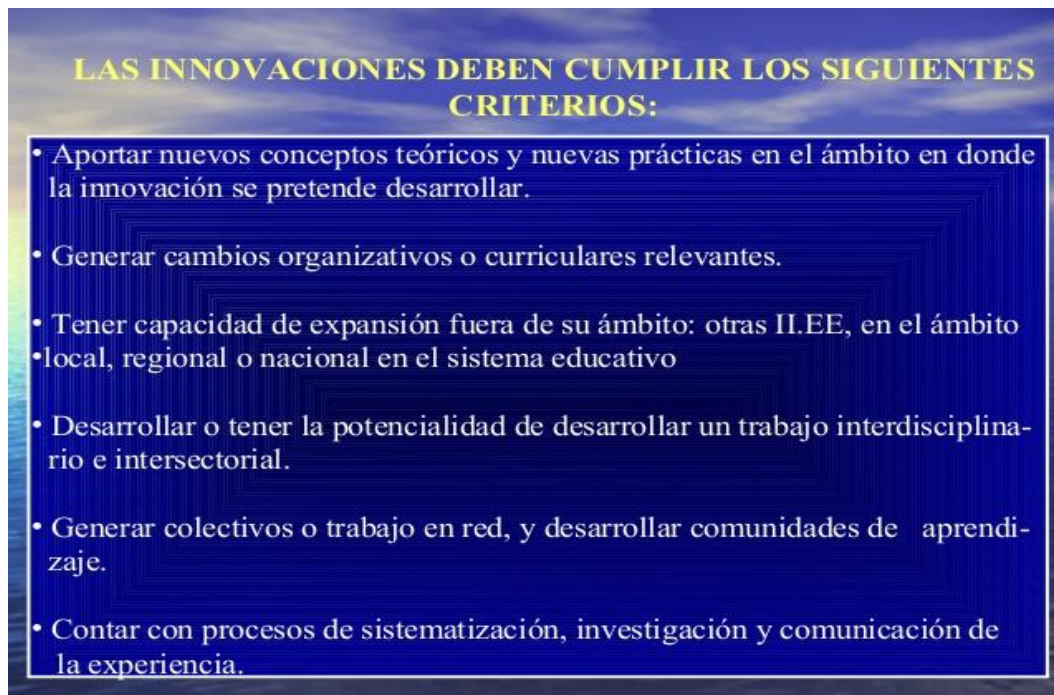 LAS INNOVACIONES DEBEN CUMPLIR LOS SIGUIENTES
CRITERIOS:
• Aportar nuevos conceptos teóricos y nuevas prácticas en el ámbito en donde
la innovación se pretende desarrollar.
• Generar cambios organizativos o curriculares relevantes.
• Tener capacidad de expansión fuera de su ámbito: otras II.EE, en el ámbito
•local, regional o nacional en el sistema educativo
• Desarrollar o tener la potencialidad de desarrollar un trabajo interdisciplina-
rio e intersectorial.
• Generar colectivos o trabajo en red, y desarrollar comunidades de aprendi-
zaje.
• Contar con procesos de sistematización, investigación y comunicación de
la experiencia.